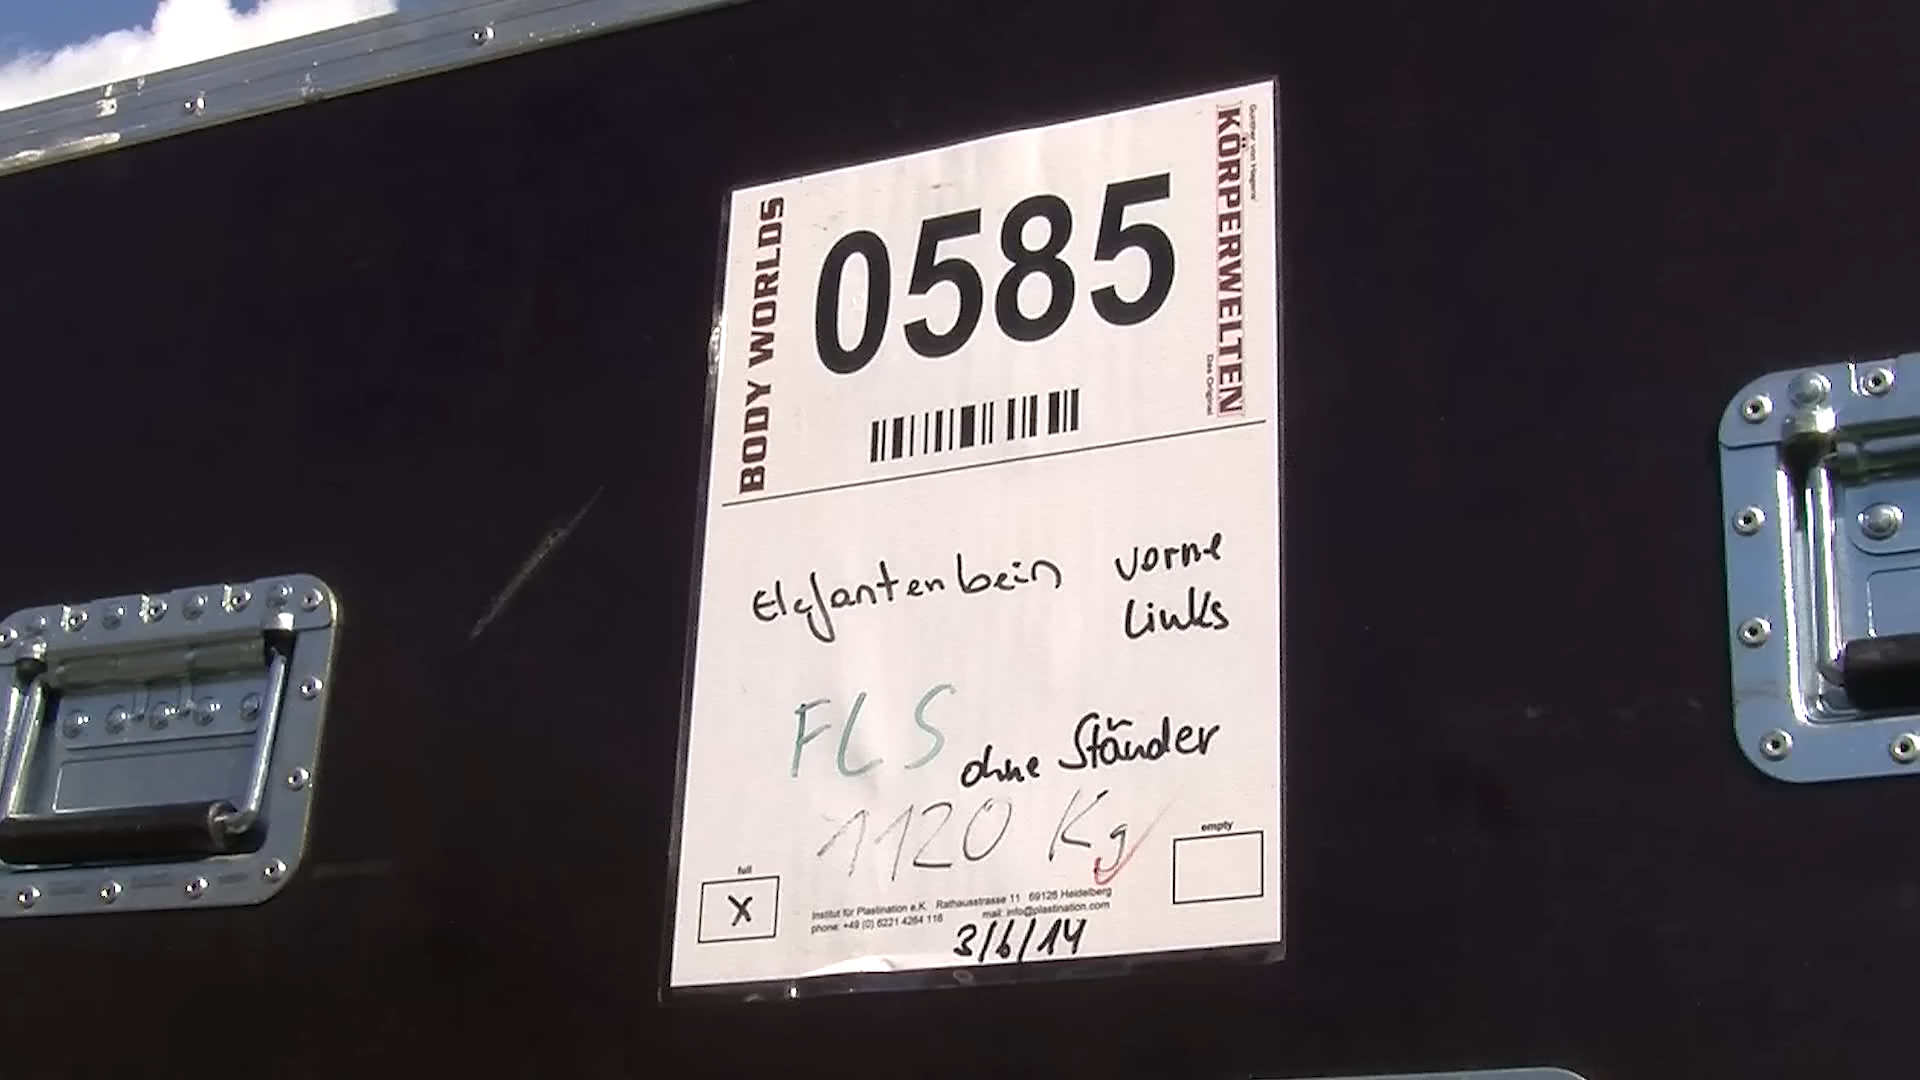 BODY WORLDS
0585
Gunther von Hagens'
KÖRPERWELTEN
Das Original
Elefantenbein vorne
Links
FLS ohne Ständer
1120 Kg
full
X
empty
Institut für Plastination e.K. Rathausstrasse 11 69126 Heidelberg
phone: +49 (0) 6221 4264 116 mail: info@plastination.com
3/6/14